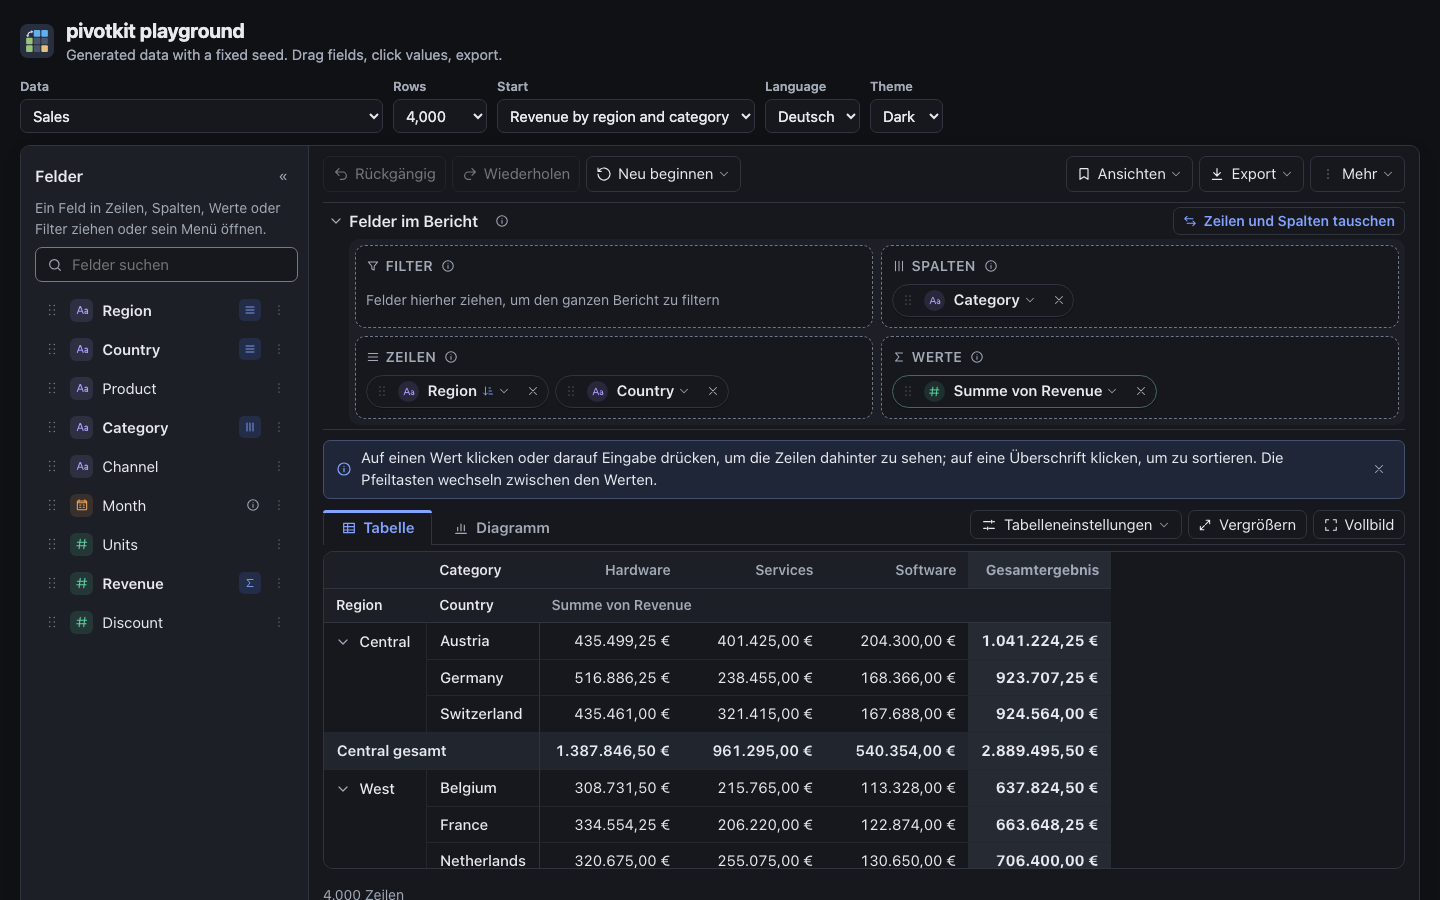 pivotkit playground
Generated data with a fixed seed. Drag fields, click values, export.
Data Rows Start Language Theme
Sales 4,000 Revenue by region and category Deutsch Dark
Felder «
Ein Feld in Zeilen, Spalten, Werte oder
Filter ziehen oder sein Menü öffnen.
Felder suchen
Aa Region
Aa Country
Aa Product
Aa Category
Aa Channel
Month
# Units
# Revenue Σ
# Discount
Rückgängig Wiederholen Neu beginnen Ansichten Export Mehr
Felder im Bericht Zeilen und Spalten tauschen
FILTER
Felder hierher ziehen, um den ganzen Bericht zu filtern
SPALTEN
Aa Category
ZEILEN
Aa Region Aa Country
Σ WERTE
# Summe von Revenue
Auf einen Wert klicken oder darauf Eingabe drücken, um die Zeilen dahinter zu sehen; auf eine Überschrift klicken, um zu sortieren. Die
Pfeiltasten wechseln zwischen den Werten.
Tabelle Diagramm Tabelleneinstellungen Vergrößern Vollbild
Category Hardware Services Software Gesamtergebnis
Region Country Summe von Revenue
Central Austria 435.499,25 € 401.425,00 € 204.300,00 € 1.041.224,25 €
Germany 516.886,25 € 238.455,00 € 168.366,00 € 923.707,25 €
Switzerland 435.461,00 € 321.415,00 € 167.688,00 € 924.564,00 €
Central gesamt 1.387.846,50 € 961.295,00 € 540.354,00 € 2.889.495,50 €
West Belgium 308.731,50 € 215.765,00 € 113.328,00 € 637.824,50 €
France 334.554,25 € 206.220,00 € 122.874,00 € 663.648,25 €
Netherlands 320.675,00 € 255.075,00 € 130.650,00 € 706.400,00 €
4.000 Zeilen